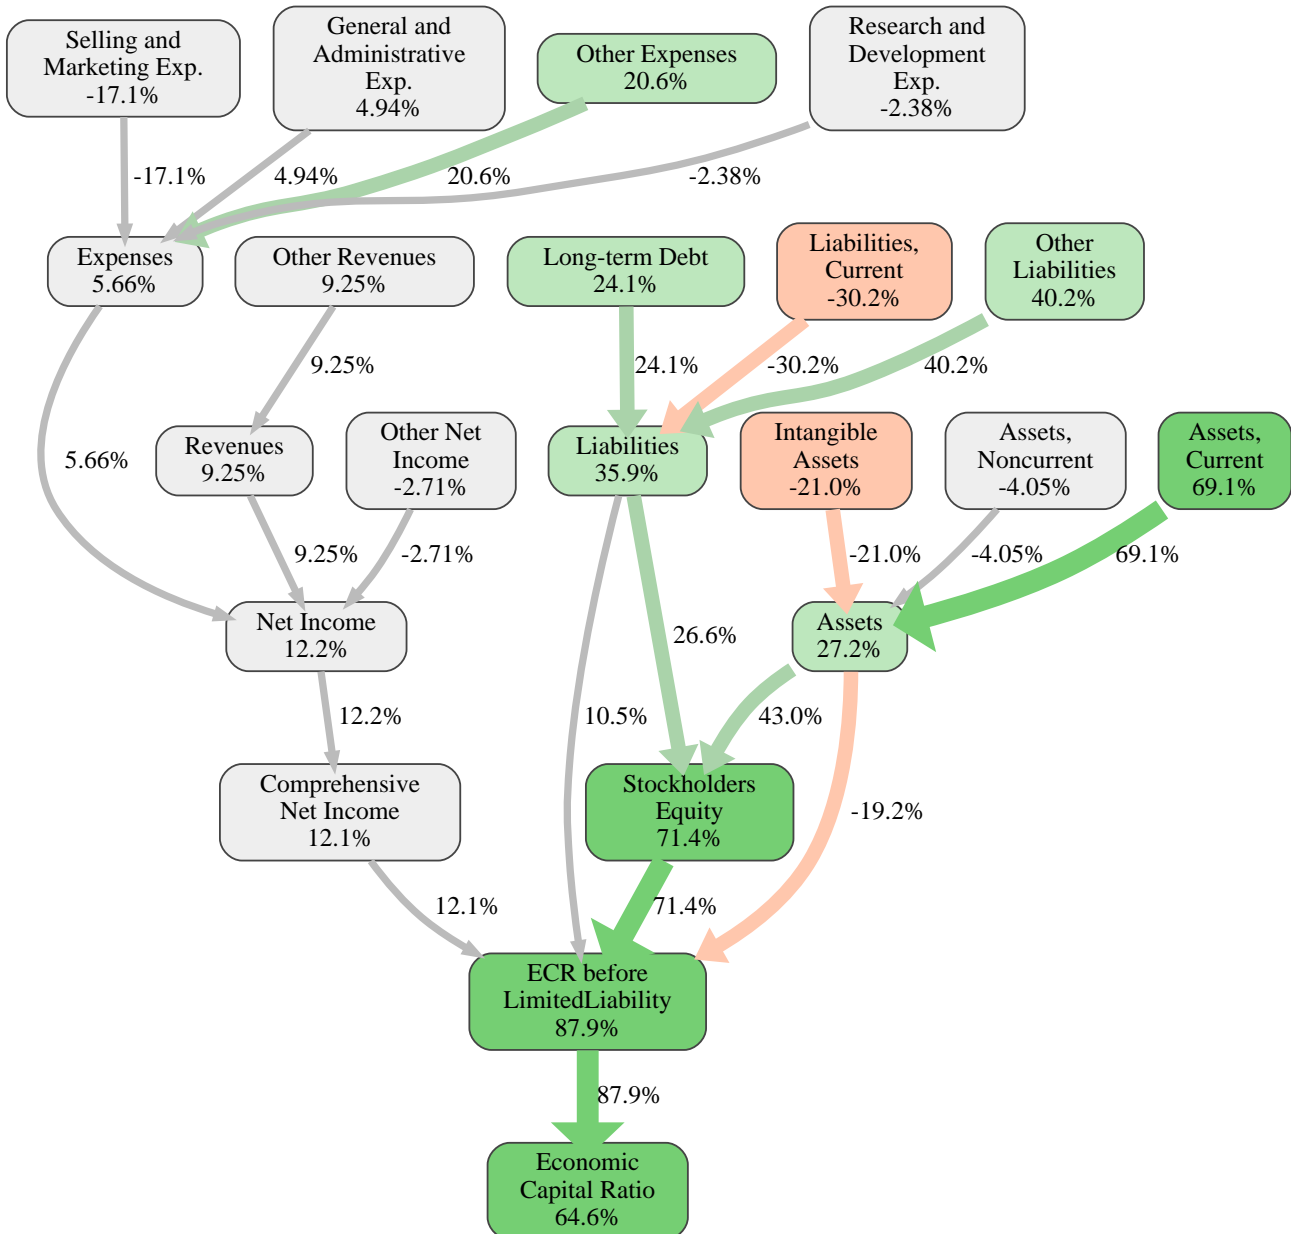 Selling and
Marketing Exp.
-17.1%
General and
Administrative
Exp.
4.94%
Other Expenses
20.6%
Research and
Development
Exp.
-2.38%
-17.1%
4.94%
20.6%
-2.38%
Expenses
5.66%
Other Revenues
9.25%
Long-term Debt
24.1%
Liabilities,
Current
-30.2%
Other
Liabilities
40.2%
9.25%
24.1%
-30.2%
40.2%
5.66%
Revenues
9.25%
Other Net
Income
-2.71%
Liabilities
35.9%
Intangible
Assets
-21.0%
Assets,
Noncurrent
-4.05%
Assets,
Current
69.1%
9.25%
-2.71%
-21.0%
-4.05%
69.1%
Net Income
12.2%
26.6%
Assets
27.2%
12.2%
10.5%
43.0%
Comprehensive
Net Income
12.1%
Stockholders
Equity
71.4%
-19.2%
12.1%
71.4%
ECR before
LimitedLiability
87.9%
87.9%
Economic
Capital Ratio
64.6%